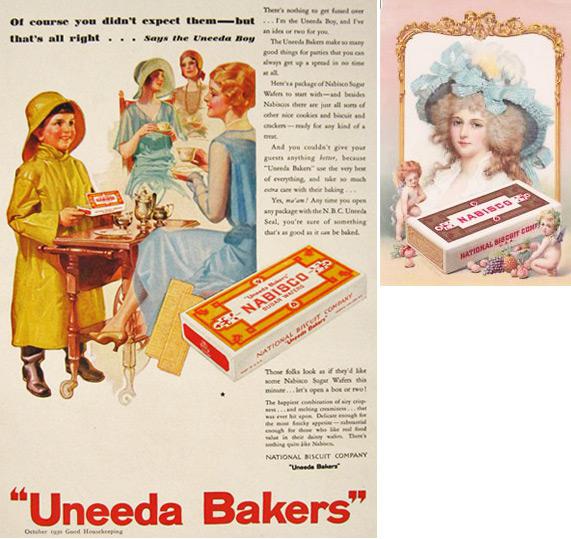 Of course you didn't expect them—but
that's all right . . . Says the Uneeda Boy
There's nothing to get fussed over
. . . I'm the Uneeda Boy, and I've
an idea or two for you.
The Uneeda Bakers make so many
good things for parties that you can
always get up a spread in no time
at all.
Here's a package of Nabisco Sugar
Wafers to start with—and besides
Nabiscos there are just all sorts of
other nice cookies and biscuit and
crackers—ready for any kind of a
treat.
And you couldn't give your
guests anything better, because
"Uneeda Bakers" use the very best
of everything, and take so much
extra care with their baking . . .
Yes, ma'am! Any time you open
any package with the N.B.C. Uneeda
Seal, you're sure of something
that's as good as it can be baked.
"Uneeda Bakers"
NABISCO
SUGAR WAFERS
NATIONAL BISCUIT COMPANY
"Uneeda Bakers"
Those folks look as if they'd like
some Nabisco Sugar Wafers this
minute . . . let's open a box or two!
The happiest combination of airy crisp-
ness . . . and melting creaminess . . . that
was ever hit upon. Delicate enough for
the most finicky appetite—substantial
enough for those who like real food
value in their dainty wafers. There's
nothing quite like Nabisco.
NATIONAL BISCUIT COMPANY
"Uneeda Bakers"
"Uneeda Bakers"
October 1930 Good Housekeeping
NABISCO
NATIONAL BISCUIT COMP